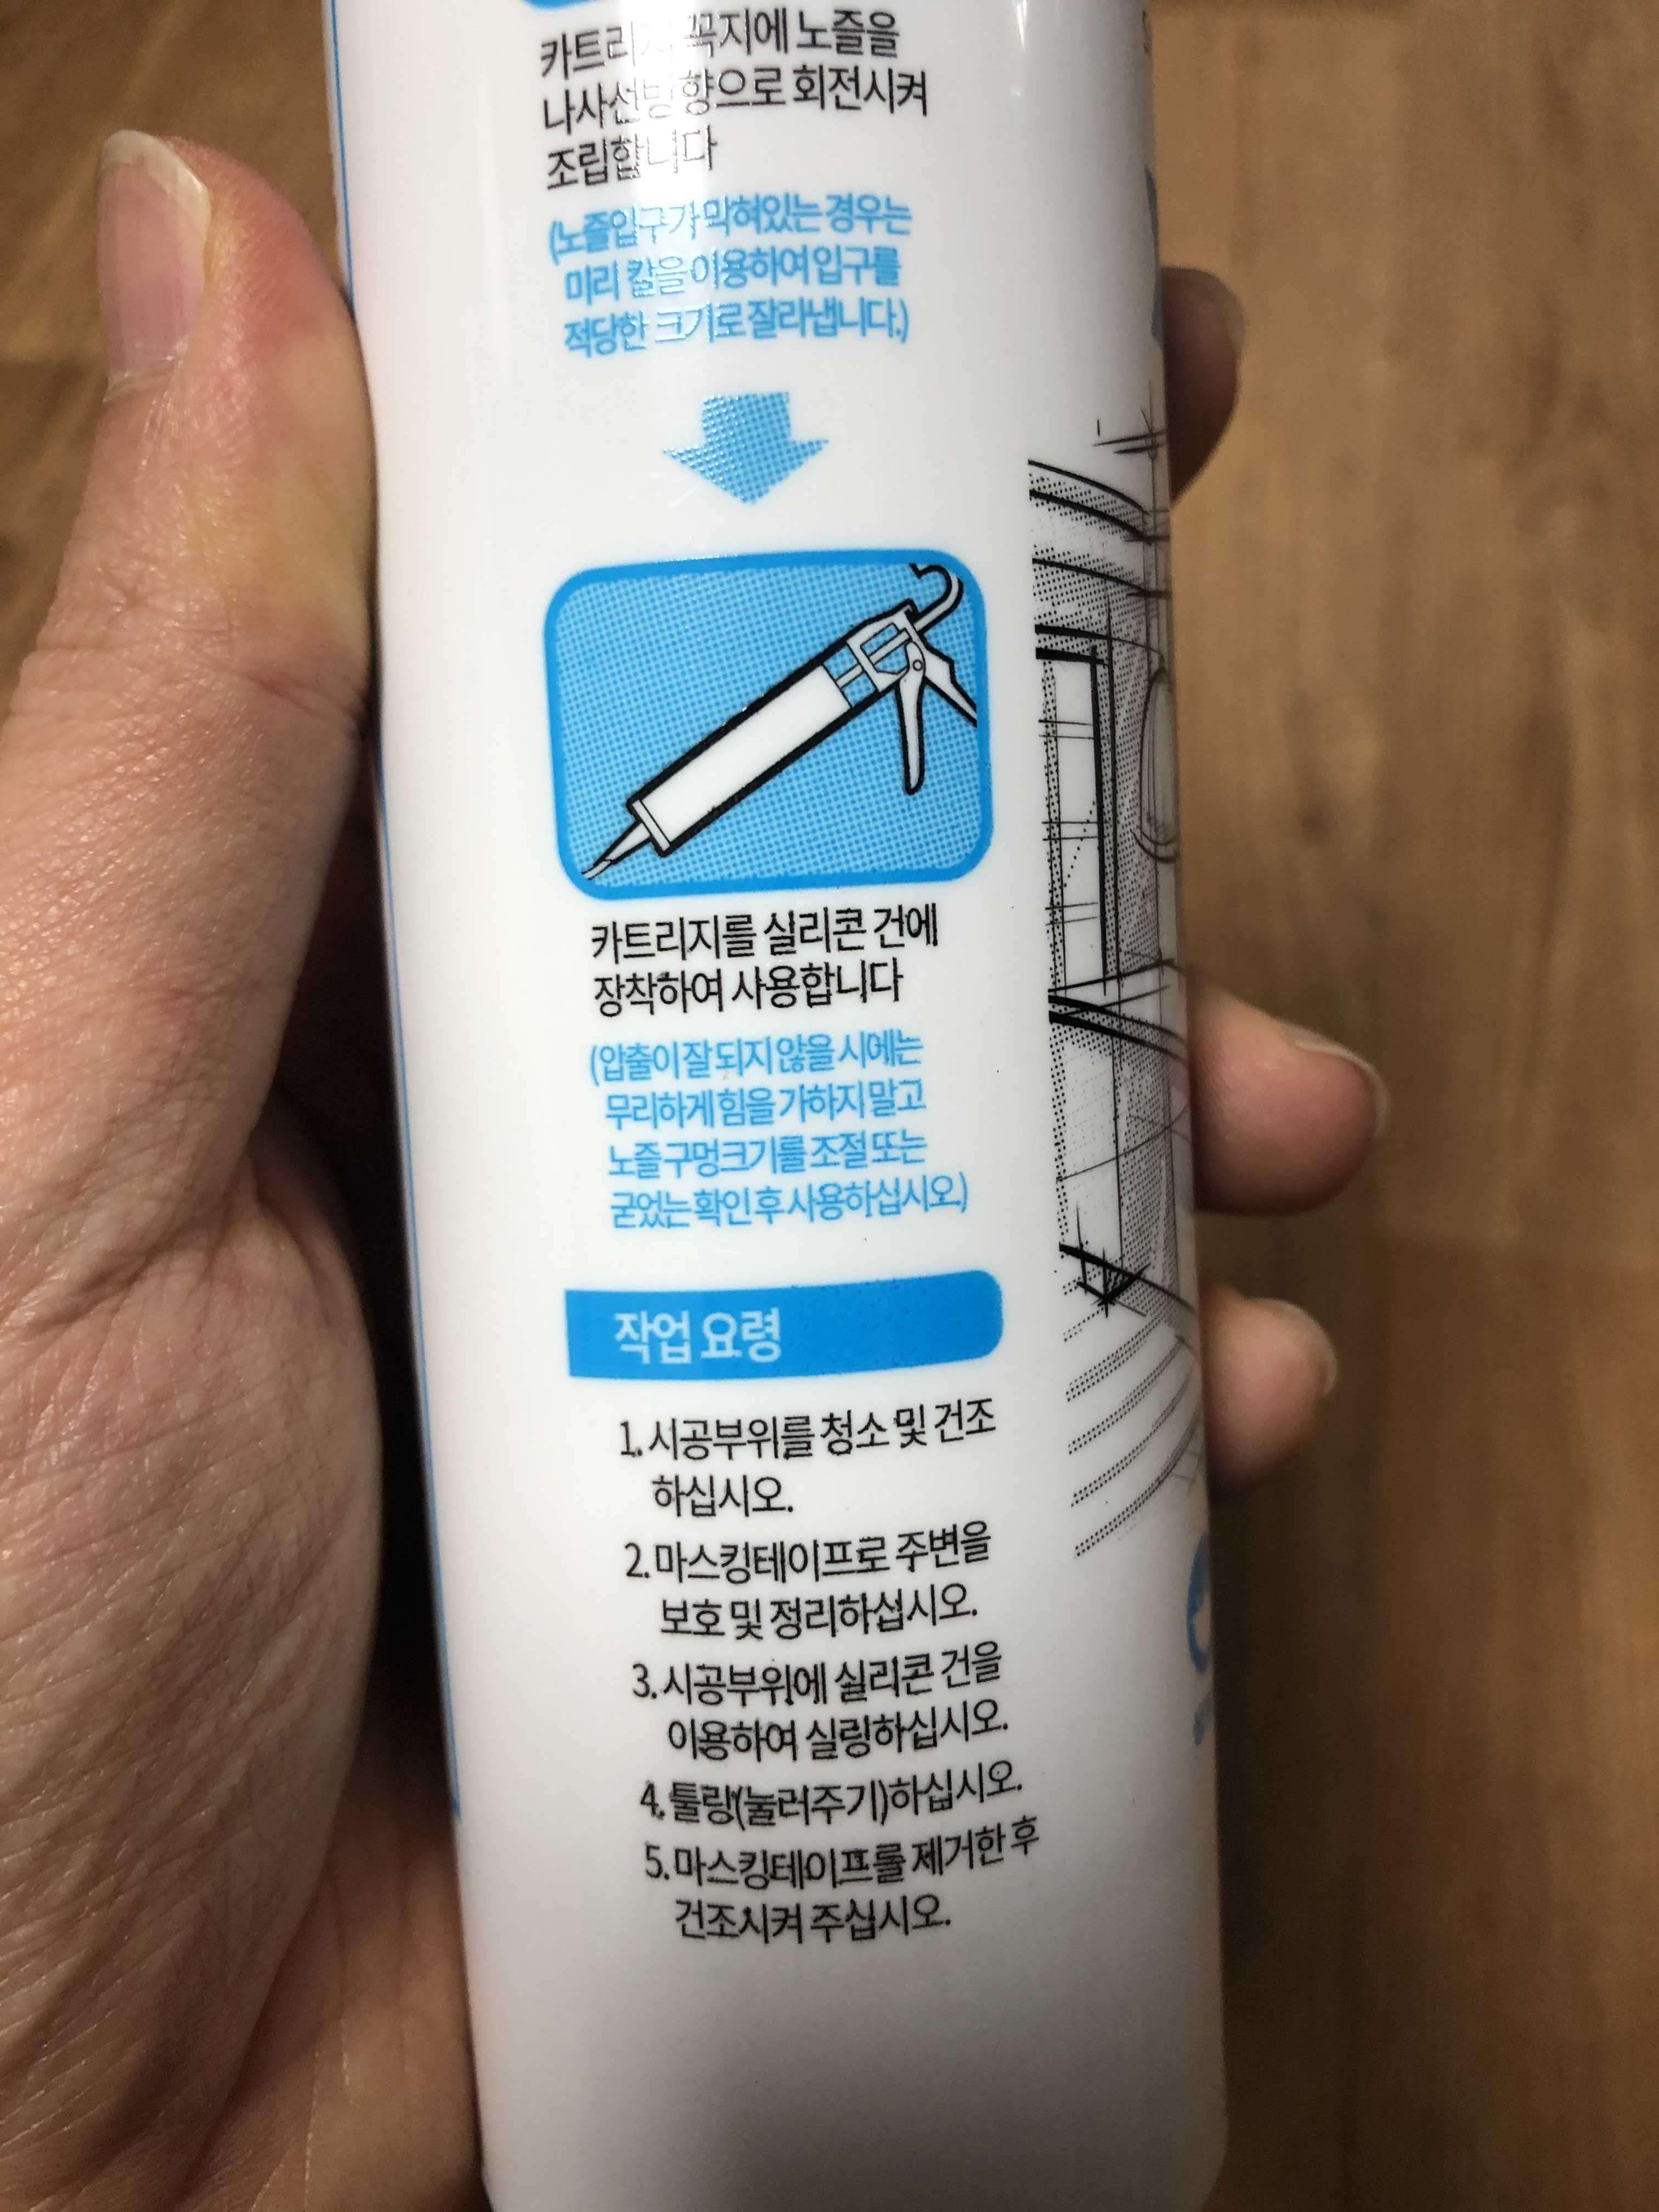 카트리지 꼭지에 노즐을
나사선방향으로 회전시켜
조립합니다
(노즐입구가 막혀있는 경우는
미리 칼을 이용하여 입구를
적당한 크기로 잘라냅니다.)
카트리지를 실리콘 건에
장착하여 사용합니다
(압출이 잘 되지 않을 시에는
무리하게 힘을 가하지 말고
노즐 구멍크기를 조절 또는
굳었는 확인 후 사용하십시오.)
작업 요령
1. 시공부위를 청소 및 건조
하십시오.
2. 마스킹테이프로 주변을
보호 및 정리하십시오.
3. 시공부위에 실리콘 건을
이용하여 실링하십시오.
4. 툴링(눌러주기)하십시오.
5. 마스킹테이프를 제거한 후
건조시켜 주십시오.